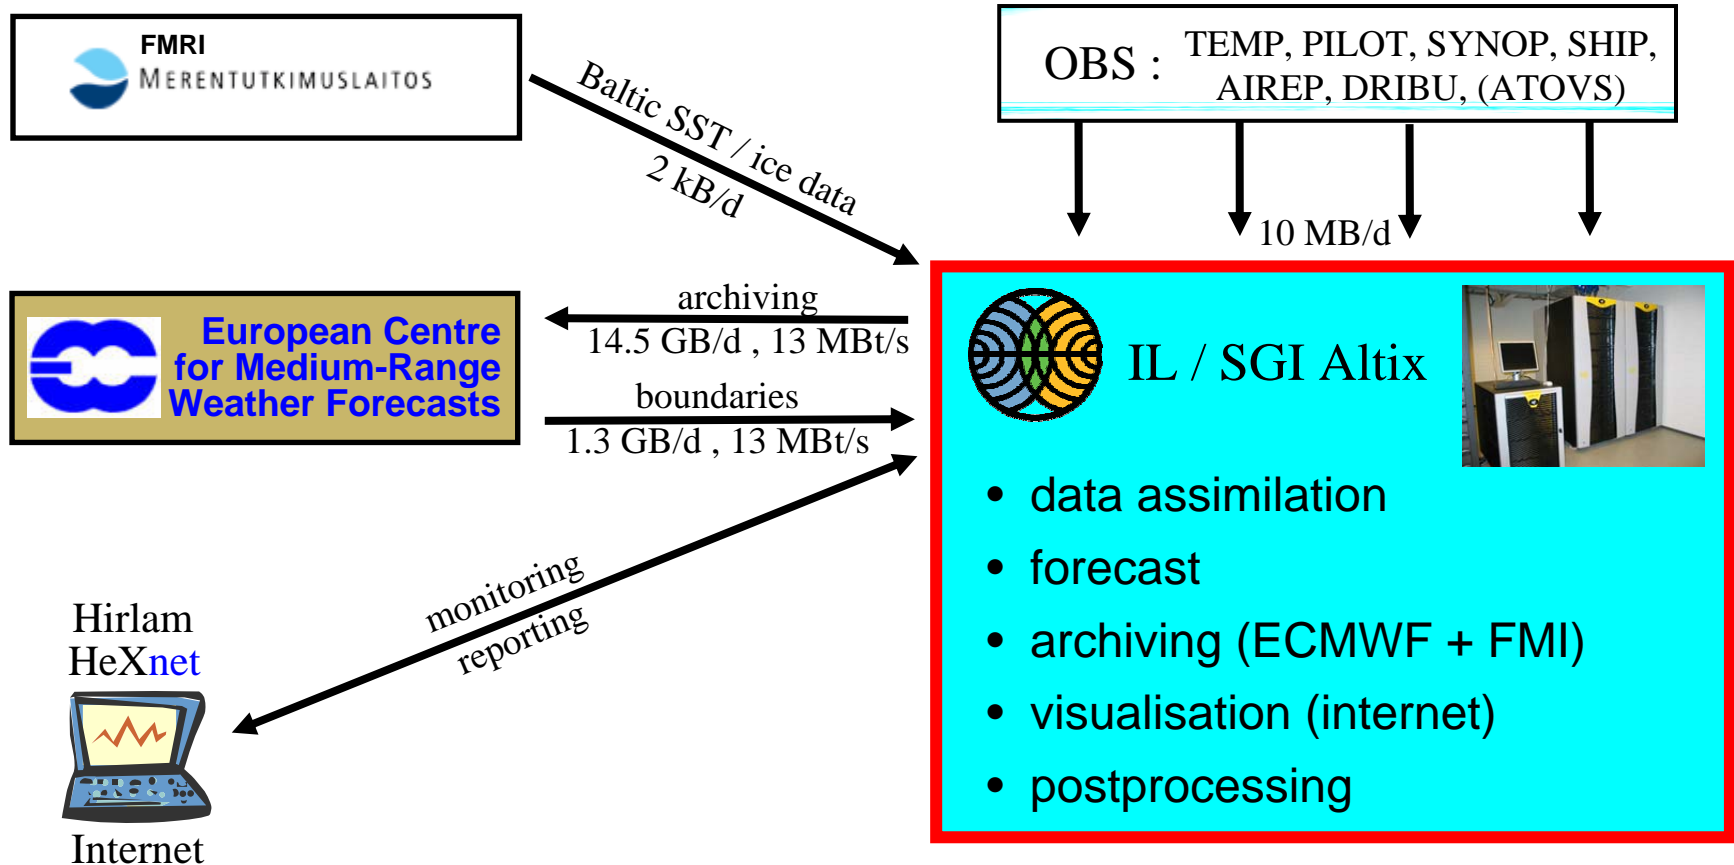 FMRI
MERENTUTKIMUSLAITOS
OBS : TEMP, PILOT, SYNOP, SHIP,
AIREP, DRIBU, (ATOVS)
Baltic SST / ice data
2 kB/d
10 MB/d
European Centre
for Medium-Range
Weather Forecasts
archiving
14.5 GB/d , 13 MBt/s
boundaries
1.3 GB/d , 13 MBt/s
IL / SGI Altix
• data assimilation
• forecast
• archiving (ECMWF + FMI)
• visualisation (internet)
• postprocessing
monitoring
reporting
Hirlam
HeXnet
Internet